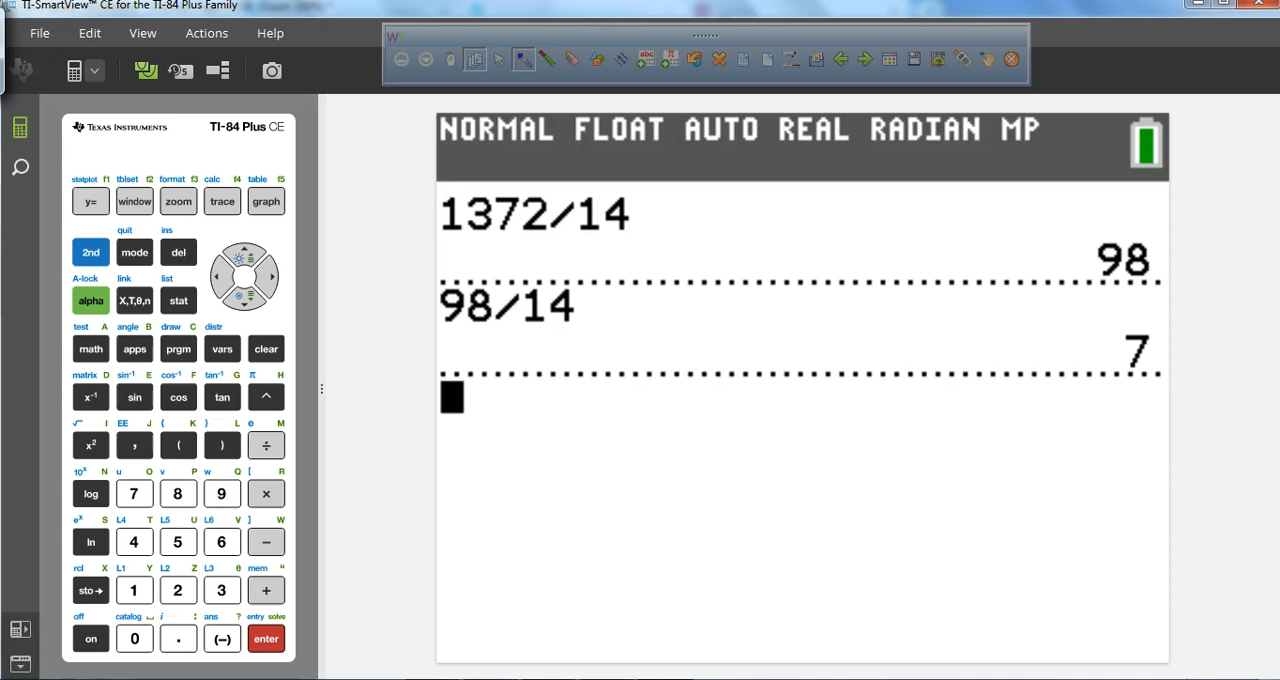 TI-SmartView™ CE for the TI-84 Plus Family
File Edit View Actions Help
TEXAS INSTRUMENTS TI-84 Plus CE
statplot f1 tblset f2 format f3 calc f4 table f5
y= window zoom trace graph
quit ins
2nd mode del
A-lock link list
alpha X,T,θ,n stat
test A angle B draw C distr
math apps prgm vars clear
matrix D sin⁻¹ E cos⁻¹ F tan⁻¹ G π H
x⁻¹ sin cos tan ^
√ I EE J { K } L e M
x² , ( ) ÷
10ˣ N u O v P w Q [ R
log 7 8 9 ×
eˣ S L4 T L5 U L6 V ] W
ln 4 5 6 −
rcl X L1 Y L2 Z L3 θ mem "
sto→ 1 2 3 +
off catalog ⎵ i : ans ? entry solve
on 0 . (−) enter
NORMAL FLOAT AUTO REAL RADIAN MP
1372/14
98
98/14
7